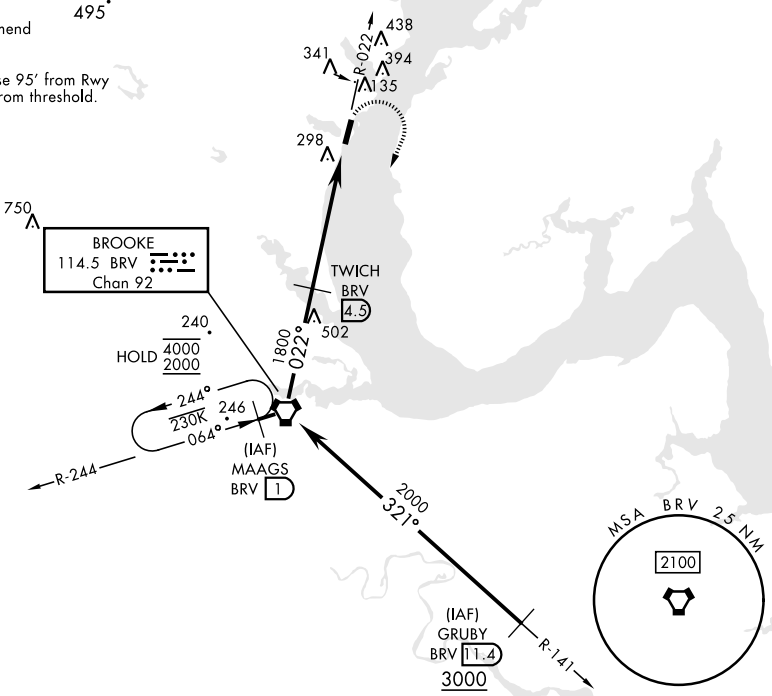 495
nend
se 95' from Rwy
rom threshold.
438
341
R-022
394
135
298
750
BROOKE
114.5 BRV
Chan 92
TWICH
BRV
4.5
502
240
HOLD 4000
2000
1800
022°
244°
230K
246
064°
R-244
(IAF)
MAAGS
BRV 1
2000
321°
(IAF)
GRUBY
BRV 11.4
3000
R-141
MSA BRV 25 NM
2100